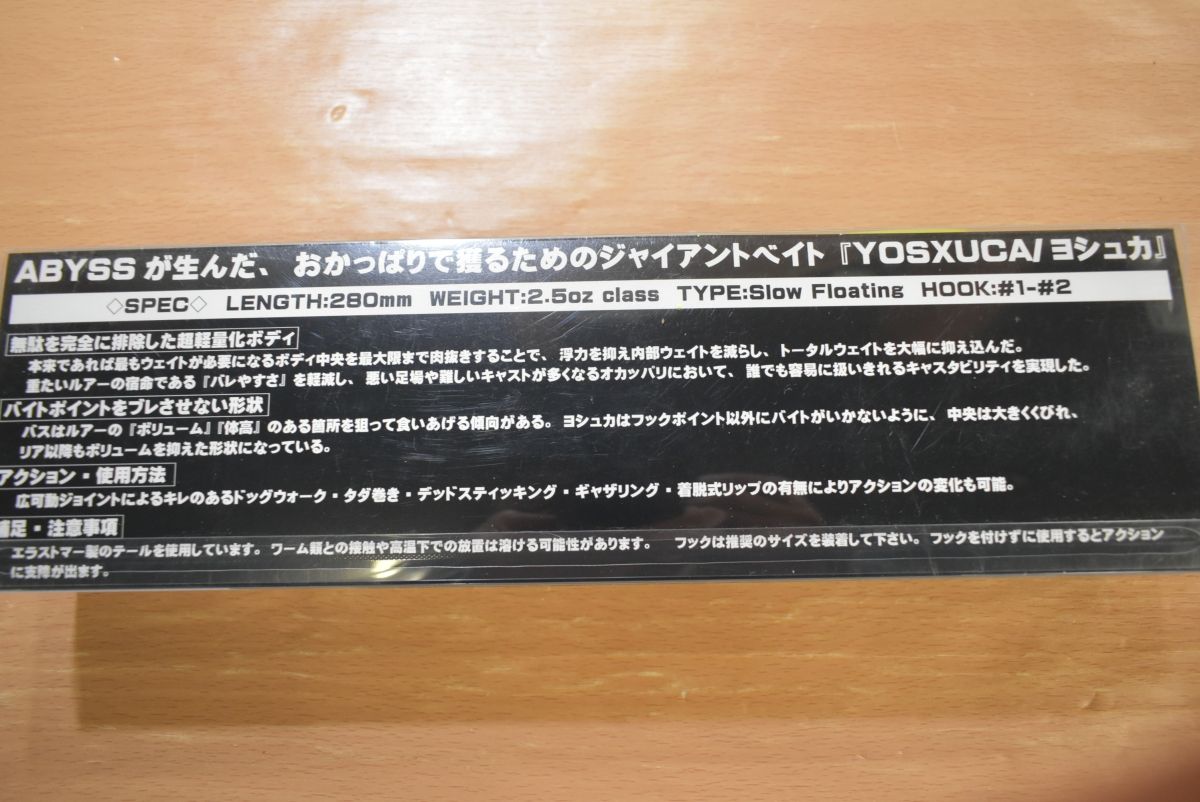 ABYSSが生んだ、おかっぱりで獲るためのジャイアントベイト『YOSXUCA/ヨシュカ』
◇SPEC◇ LENGTH:280mm WEIGHT:2.5oz class TYPE:Slow Floating HOOK:#1-#2
無駄を完全に排除した超軽量化ボディ
本来であれば最もウェイトが必要になるボディ中央を最大限まで肉抜きすることで、浮力を抑え内部ウェイトを減らし、トータルウェイトを大幅に抑え込んだ。
重たいルアーの宿命である『バレやすさ』を軽減し、悪い足場や難しいキャストが多くなるオカッパリにおいて、誰でも容易に扱いきれるキャスタビリティを実現した。
バイトポイントをブレさせない形状
バスはルアーの『ボリューム』『体高』のある箇所を狙って食いあげる傾向がある。ヨシュカはフックポイント以外にバイトがいかないように、中央は大きくくびれ、
リア以降もボリュームを抑えた形状になっている。
アクション・使用方法
広可動ジョイントによるキレのあるドッグウォーク・タダ巻き・デッドスティッキング・ギャザリング・着脱式リップの有無によりアクションの変化も可能。
補足・注意事項
エラストマー製のテールを使用しています。ワーム類との接触や高温下での放置は溶ける可能性があります。 フックは推奨のサイズを装着して下さい。フックを付けずに使用するとアクション
に支障が出ます。